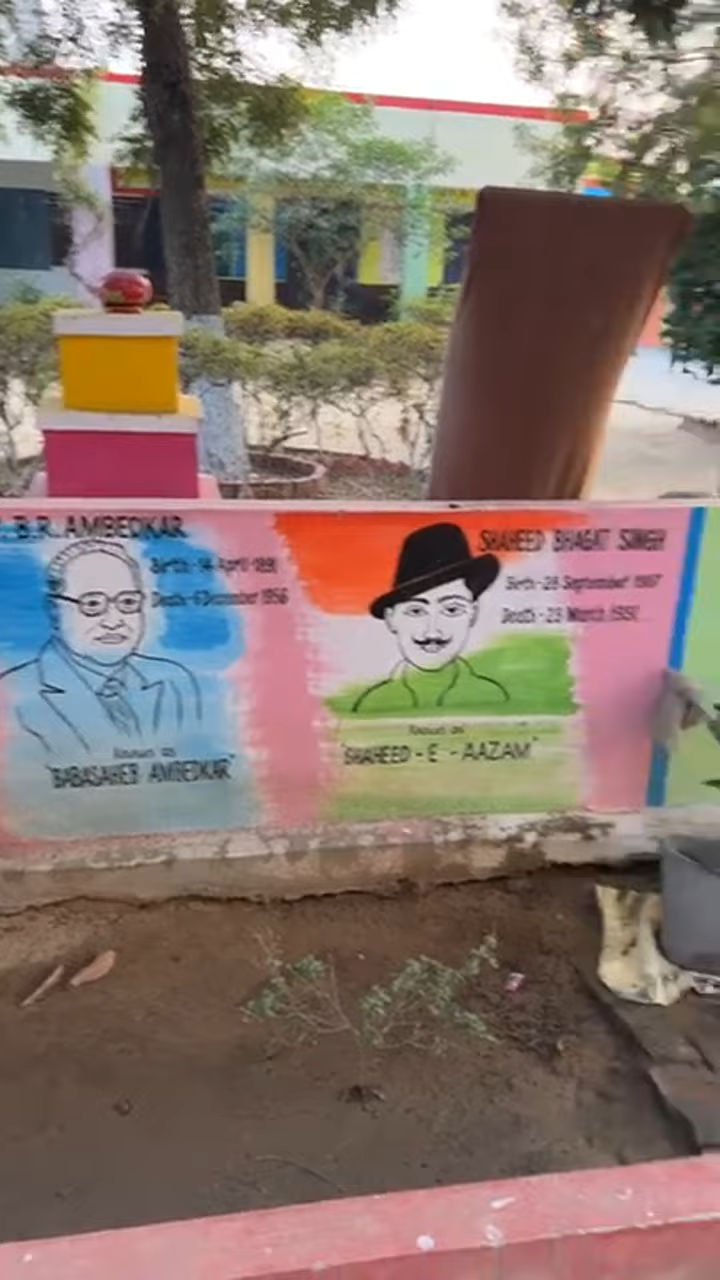 B.R. AMBEDKAR
Birth - 14 April 1891
Death - 6 December 1956
known as
"BABASAHEB AMBEDKAR"
SHAHEED BHAGAT SINGH
Birth - 28 September 1907
Death - 23 March 1931
known as
"SHAHEED - E - AAZAM"